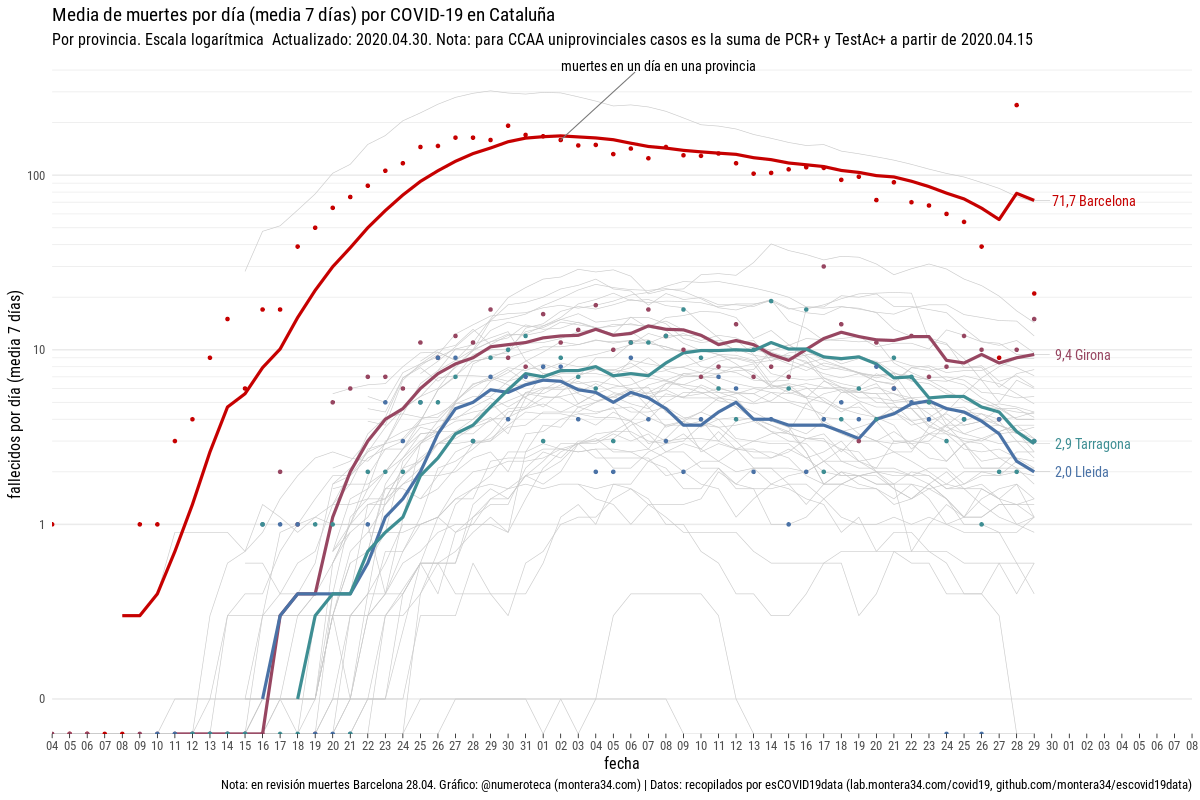 Media de muertes por día (media 7 días) por COVID-19 en Cataluña
Por provincia. Escala logarítmica  Actualizado: 2020.04.30. Nota: para CCAA uniprovinciales casos es la suma de PCR+ y TestAc+ a partir de 2020.04.15
muertes en un día en una provincia
fallecidos por día (media  7 días)
100
10
1
0
71,7 Barcelona
9,4 Girona
2,9 Tarragona
2,0 Lleida
04 05 06 07 08 09 10 11 12 13 14 15 16 17 18 19 20 21 22 23 24 25 26 27 28 29 30 31 01 02 03 04 05 06 07 08 09 10 11 12 13 14 15 16 17 18 19 20 21 22 23 24 25 26 27 28 29 30 01 02 03 04 05 06 07 08
fecha
Nota: en revisión muertes Barcelona 28.04. Gráfico: @numeroteca (montera34.com) | Datos: recopilados por esCOVID19data (lab.montera34.com/covid19, github.com/montera34/escovid19data)